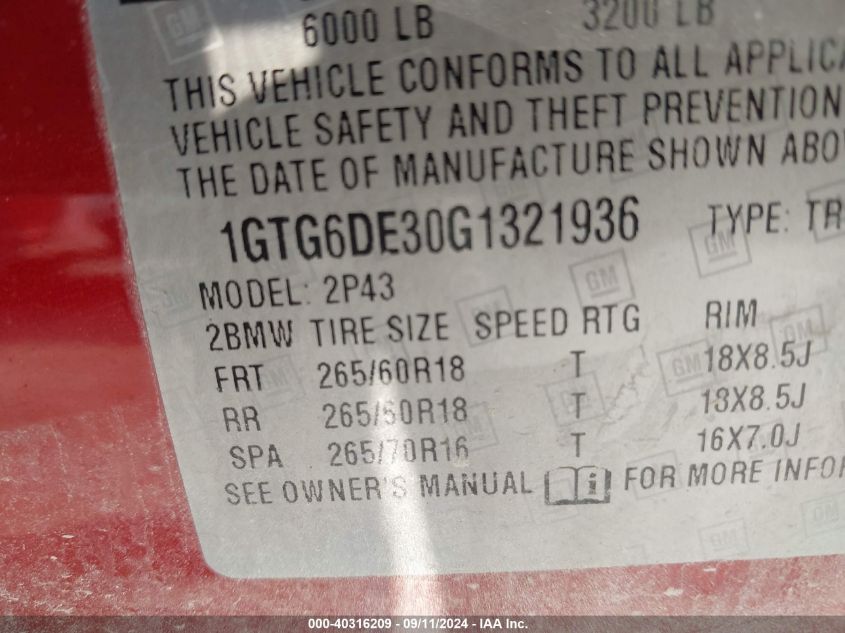 6000 LB 3200 LB
THIS VEHICLE CONFORMS TO ALL APPLICA
VEHICLE SAFETY AND THEFT PREVENTION
THE DATE OF MANUFACTURE SHOWN ABO
1GTG6DE30G1321936 TYPE: TR
MODEL: 2P43
2BMW TIRE SIZE SPEED RTG RIM
FRT 265/60R18 T 18X8.5J
RR 265/60R18 T 18X8.5J
SPA 265/70R16 T 16X7.0J
SEE OWNER'S MANUAL i FOR MORE INFOR
000-40316209 - 09/11/2024 - IAA Inc.